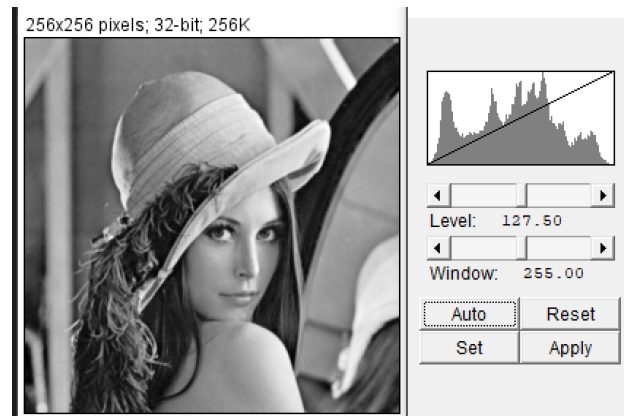 256x256 pixels; 32-bit; 256K
Level: 127.50
Window: 255.00
Auto Reset
Set Apply